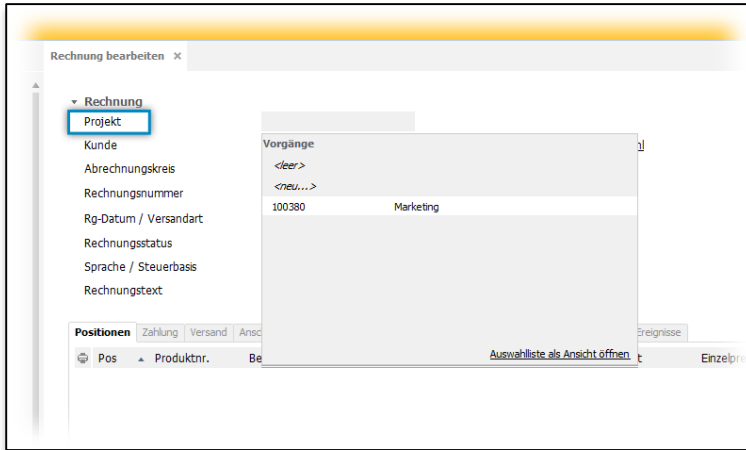 Rechnung bearbeiten ×
Rechnung
Projekt
Kunde
Abrechnungskreis
Rechnungsnummer
Rg-Datum / Versandart
Rechnungsstatus
Sprache / Steuerbasis
Rechnungstext
Vorgänge
<leer>
<neu...>
100380 Marketing
Auswahlliste als Ansicht öffnen
Positionen Zahlung Versand Ereignisse
Pos Produktnr.